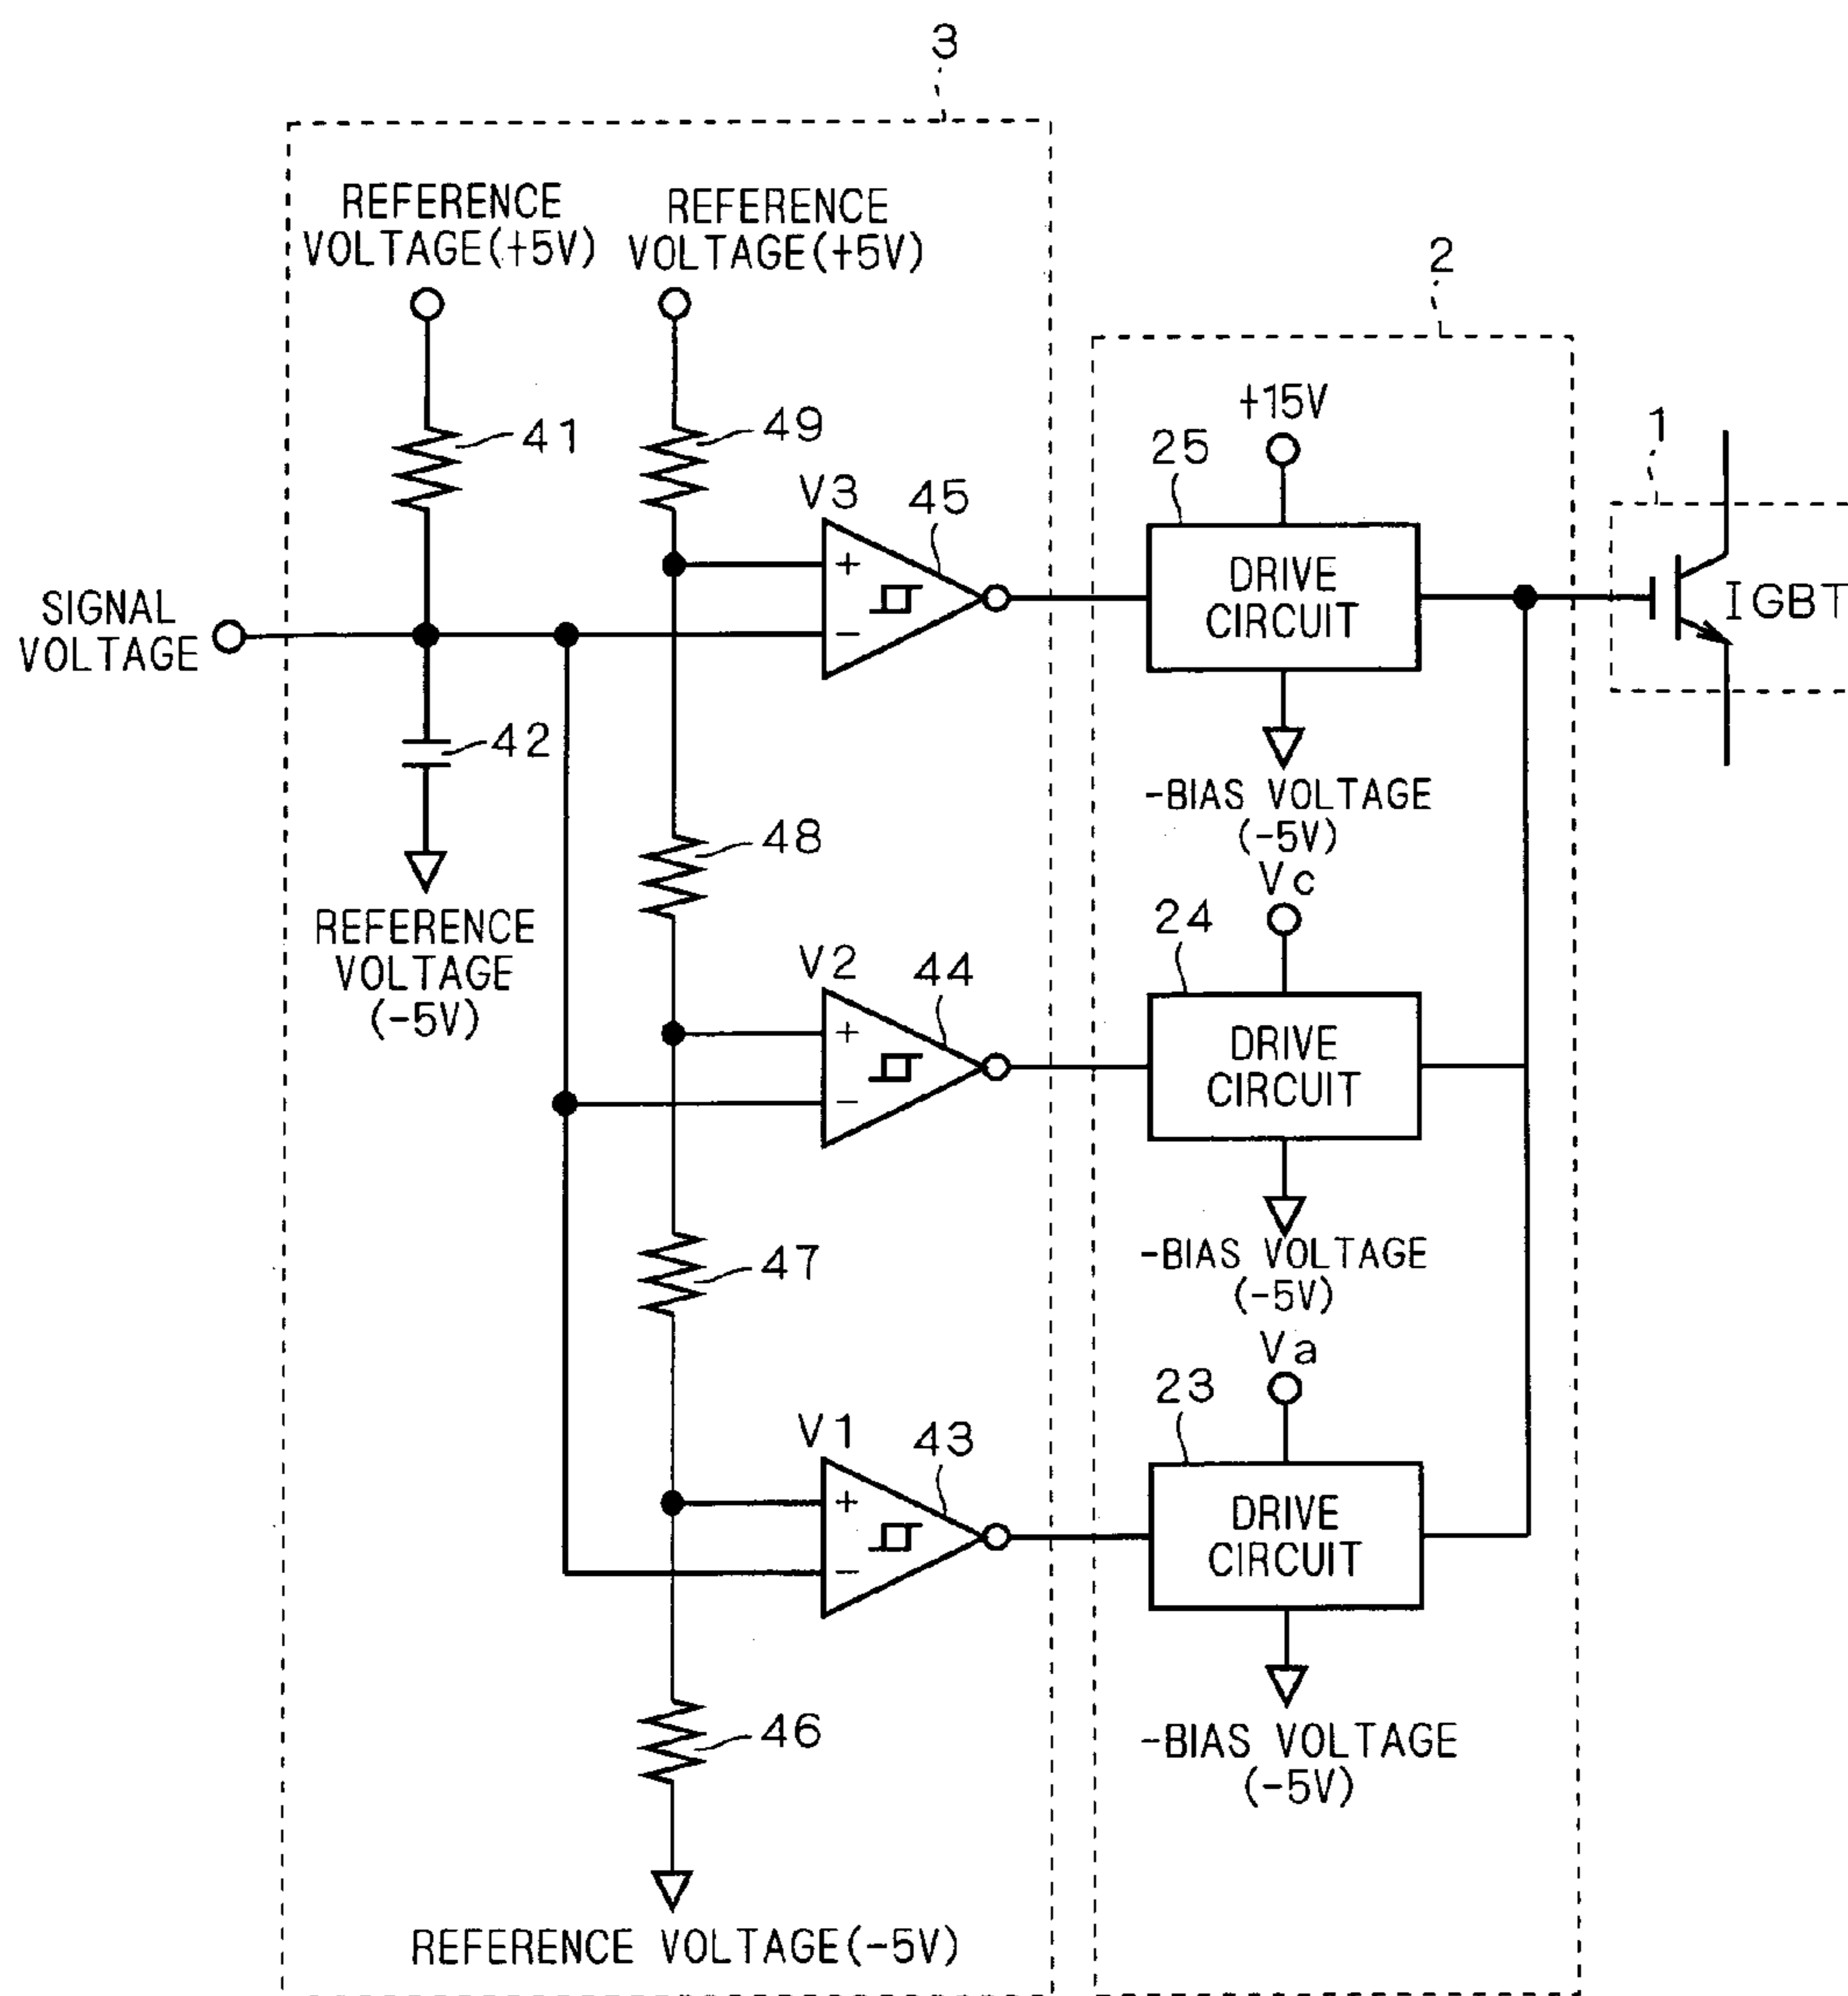 3
REFERENCE
VOLTAGE(+5V)
REFERENCE
VOLTAGE(+5V)
2
41
49
+15V
1
25
V3
45
+
DRIVE
CIRCUIT
IGBT
SIGNAL
VOLTAGE
−
42
-BIAS VOLTAGE
(-5V)
48
Vc
24
REFERENCE
VOLTAGE
(-5V)
V2
44
+
DRIVE
CIRCUIT
−
47
-BIAS VOLTAGE
(-5V)
Va
23
V1
43
+
DRIVE
CIRCUIT
−
46
-BIAS VOLTAGE
(-5V)
REFERENCE VOLTAGE(-5V)